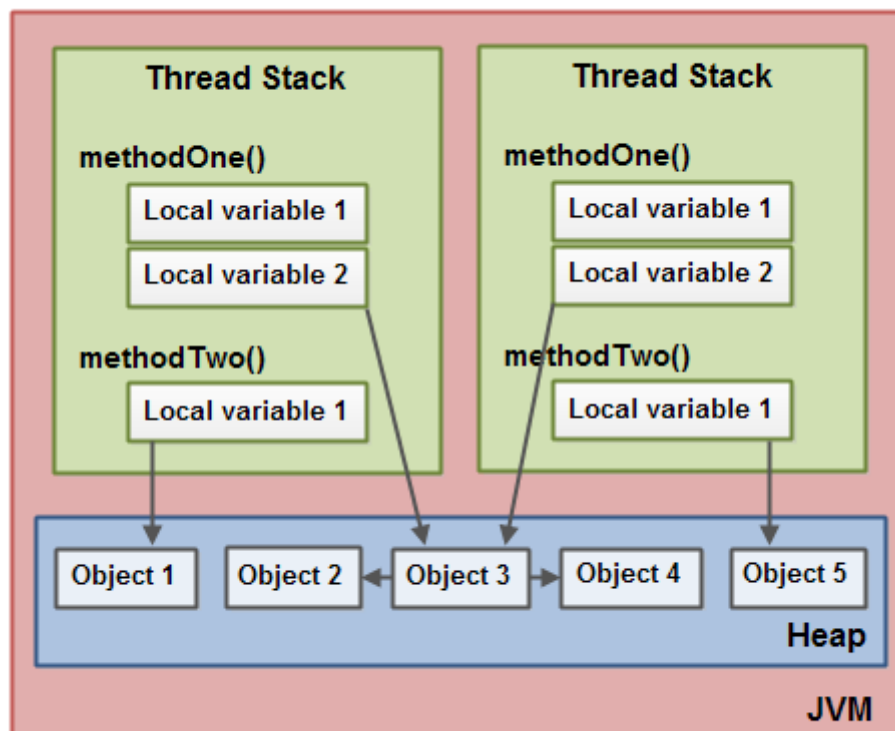 Thread Stack
methodOne()
Local variable 1
Local variable 2
methodTwo()
Local variable 1
Thread Stack
methodOne()
Local variable 1
Local variable 2
methodTwo()
Local variable 1
Object 1
Object 2
Object 3
Object 4
Object 5
Heap
JVM